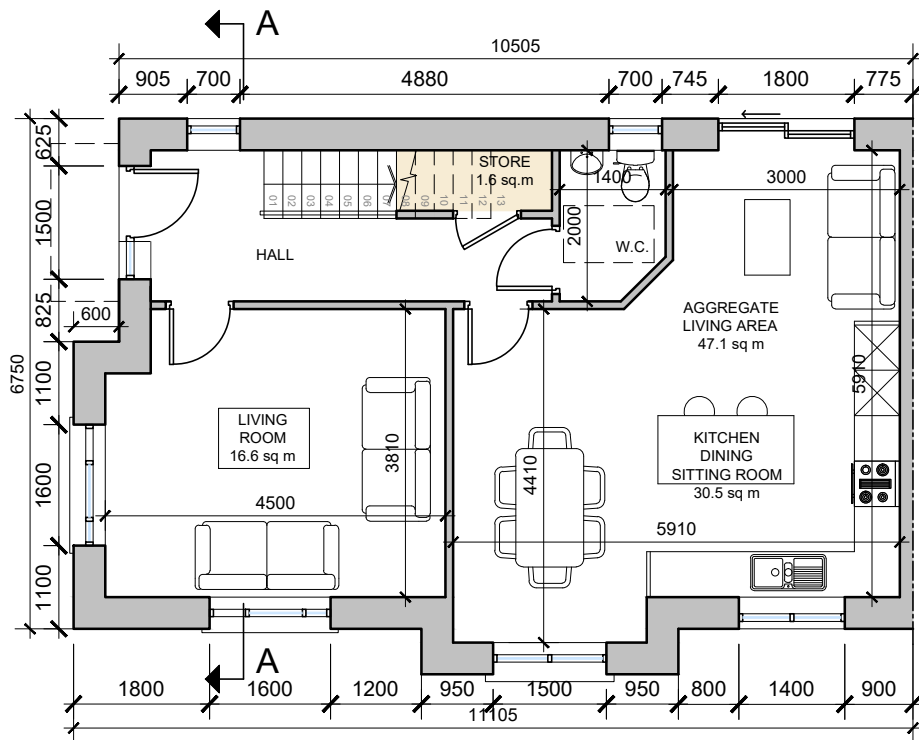 A
10505
905
700
4880
700
745
1800
775
625
1500
825
600
1100
6750
1600
1100
STORE
1.6 sq.m
01
02
03
04
05
06
07
08
09
10
11
12
13
1400
2000
W.C.
3000
HALL
AGGREGATE
LIVING AREA
47.1 sq m
5910
LIVING
ROOM
16.6 sq m
3810
4500
4410
KITCHEN
DINING
SITTING ROOM
30.5 sq m
5910
A
1800
1600
1200
950
1500
950
800
1400
900
11105